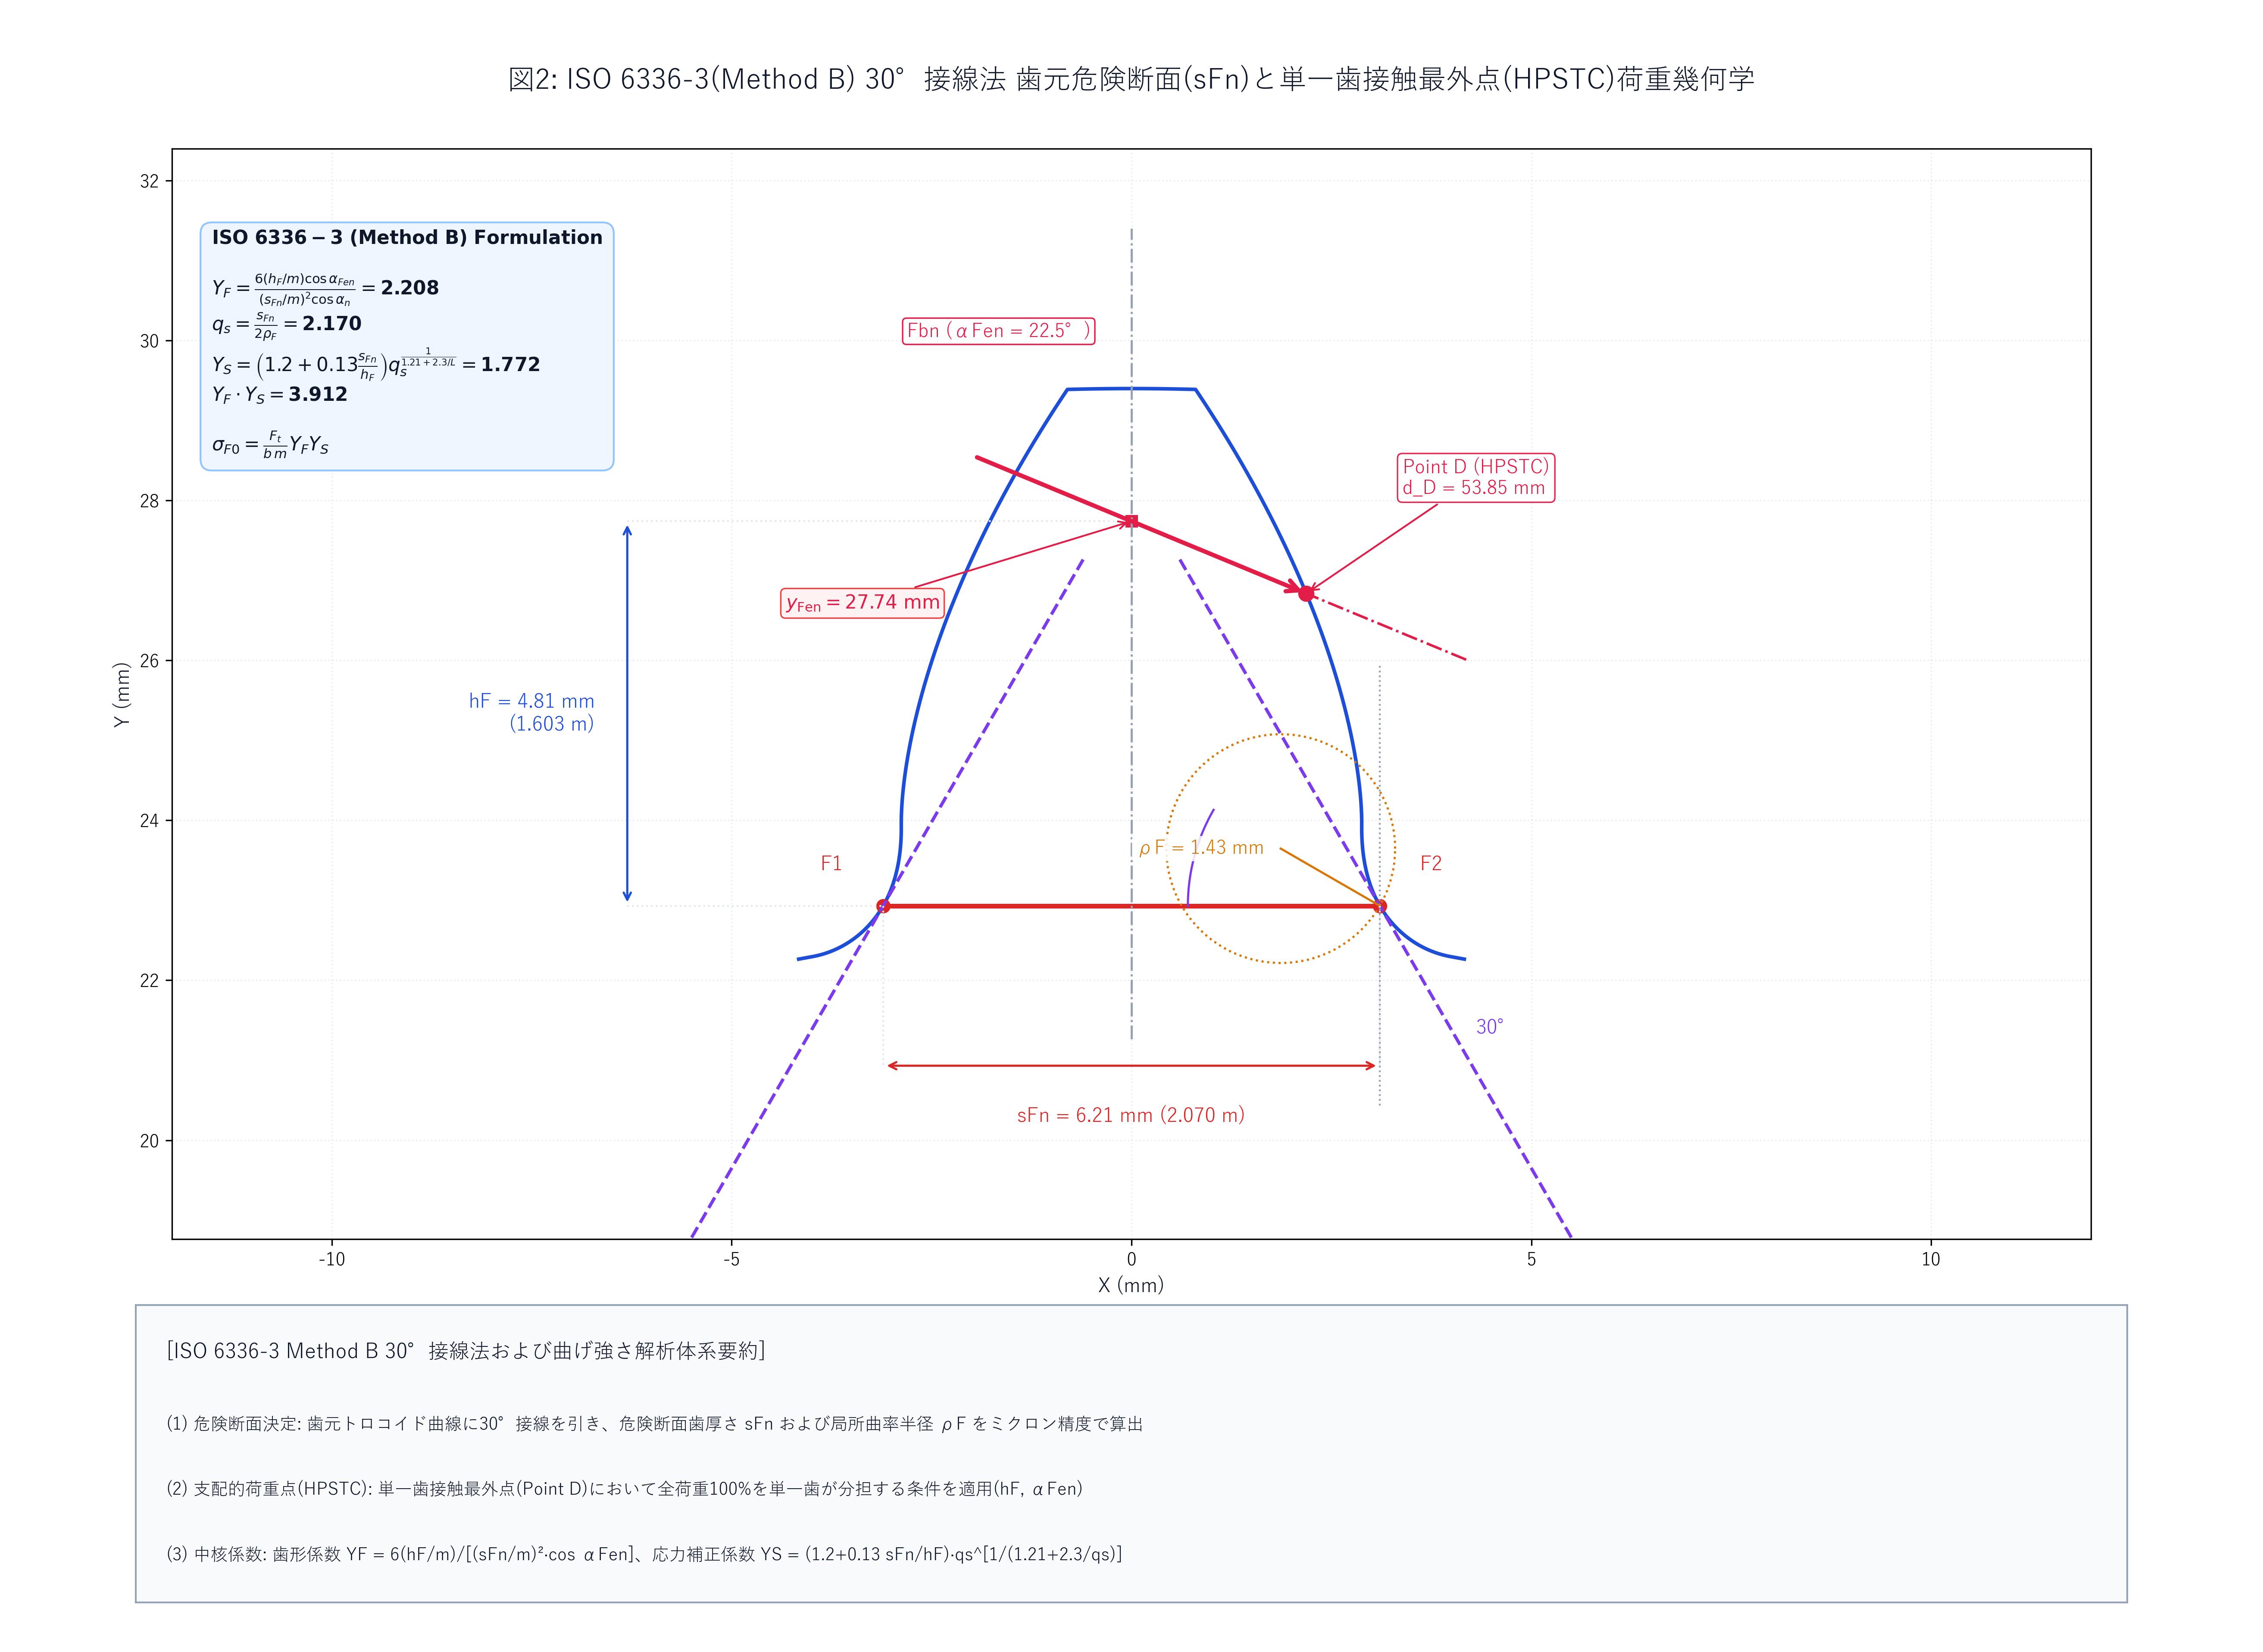 図2: ISO 6336-3(Method B) 30° 接線法 歯元危険断面(sFn)と単一歯接触最外点(HPSTC)荷重幾何学
32
30
28
26
24
22
20
Y (mm)
ISO 6336 − 3 (Method B) Formulation
Y_F = 6(h_F/m)cos α_Fen / (s_Fn/m)²cos α_n = 2.208
q_s = s_Fn / 2ρ_F = 2.170
Y_S = (1.2 + 0.13 s_Fn/h_F) q_s^(1/(1.21 + 2.3/L)) = 1.772
Y_F · Y_S = 3.912
σ_F0 = F_t / (b m) Y_F Y_S
Fbn (αFen = 22.5°)
Point D (HPSTC)
d_D = 53.85 mm
y_Fen = 27.74 mm
hF = 4.81 mm
(1.603 m)
ρF = 1.43 mm
F1
F2
30°
sFn = 6.21 mm (2.070 m)
-10
-5
0
5
10
X (mm)
[ISO 6336-3 Method B 30° 接線法および曲げ強さ解析体系要約]
(1) 危険断面決定: 歯元トロコイド曲線に30° 接線を引き、危険断面歯厚さ sFn および局所曲率半径 ρF をミクロン精度で算出
(2) 支配的荷重点(HPSTC): 単一歯接触最外点(Point D)において全荷重100%を単一歯が分担する条件を適用(hF, αFen)
(3) 中核係数: 歯形係数 YF = 6(hF/m)/[(sFn/m)²·cos αFen]、応力補正係数 YS = (1.2+0.13 sFn/hF)·qs^[1/(1.21+2.3/qs)]